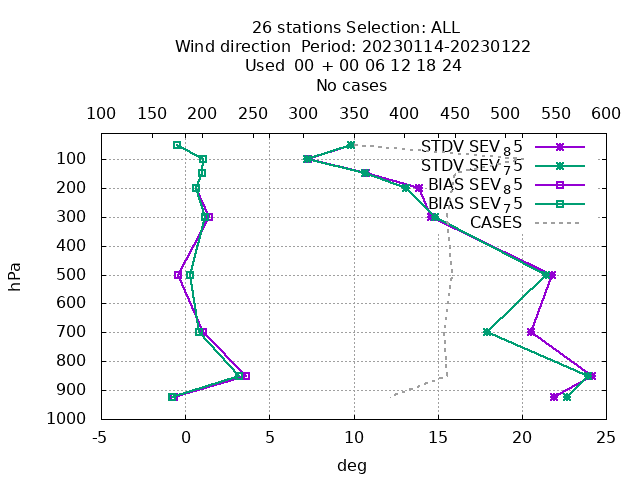 26 stations Selection: ALL
Wind direction  Period: 20230114-20230122
Used  00 + 00 06 12 18 24
No cases
100 150 200 250 300 350 400 450 500 550 600
STDV SEV85
STDV SEV75
BIAS SEV85
BIAS SEV75
CASES
100
200
300
400
500
600
700
800
900
1000
hPa
-5 0 5 10 15 20 25
deg